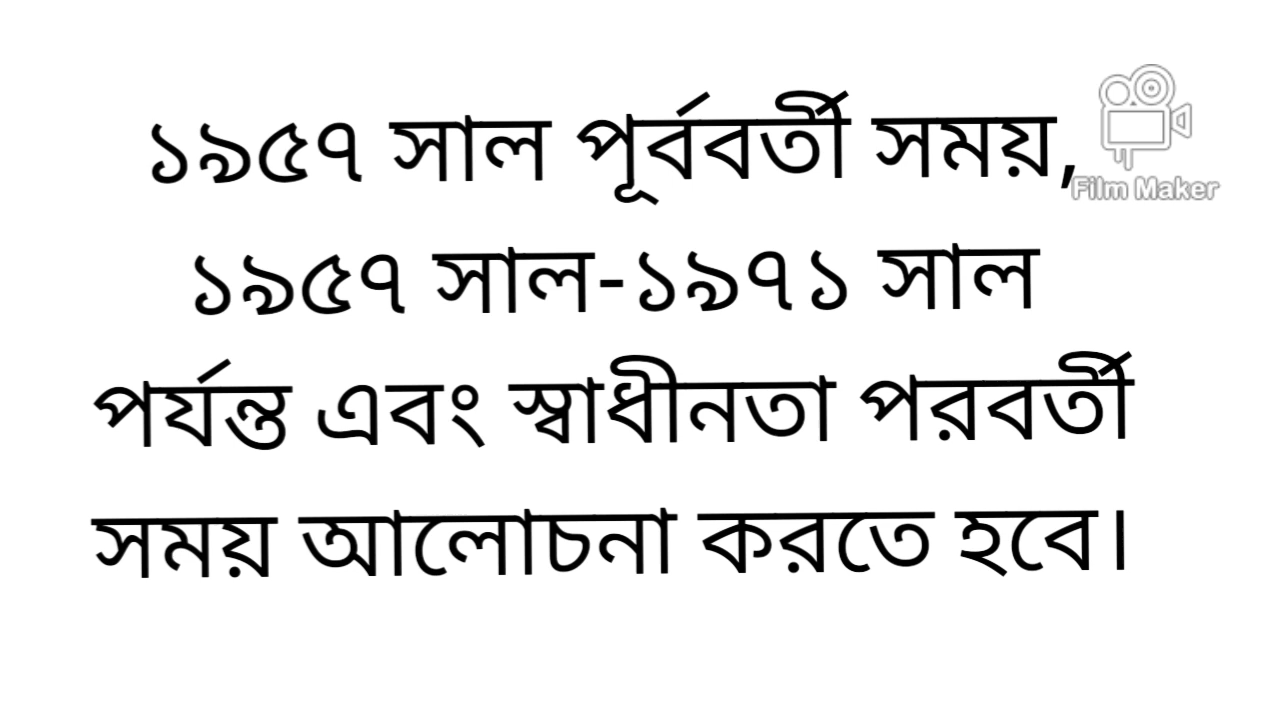 ১৯৫৭ সাল পূর্ববর্তী সময়,
Film Maker
১৯৫৭ সাল-১৯৭১ সাল
পর্যন্ত এবং স্বাধীনতা পরবর্তী
সময় আলোচনা করতে হবে।